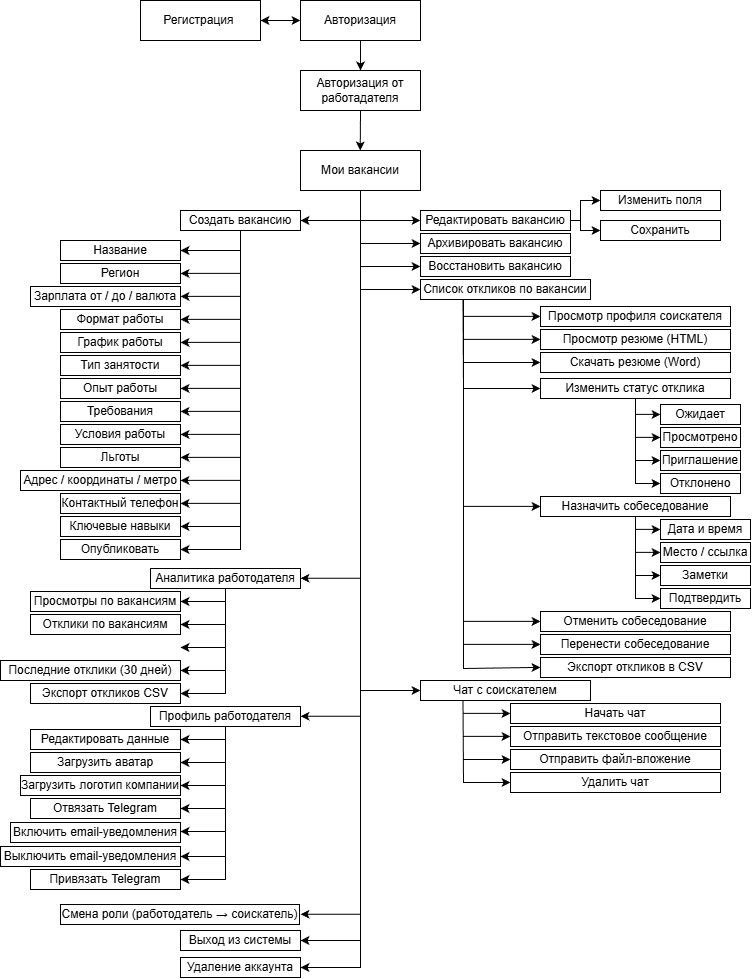 Регистрация
Авторизация
Авторизация от
работадателя
Мои вакансии
Создать вакансию
Название
Регион
Зарплата от / до / валюта
Формат работы
График работы
Тип занятости
Опыт работы
Требования
Условия работы
Льготы
Адрес / координаты / метро
Контактный телефон
Ключевые навыки
Опубликовать
Редактировать вакансию
Изменить поля
Сохранить
Архивировать вакансию
Восстановить вакансию
Список откликов по вакансии
Просмотр профиля соискателя
Просмотр резюме (HTML)
Скачать резюме (Word)
Изменить статус отклика
Ожидает
Просмотрено
Приглашение
Отклонено
Назначить собеседование
Дата и время
Место / ссылка
Заметки
Подтвердить
Отменить собеседование
Перенести собеседование
Экспорт откликов в CSV
Аналитика работодателя
Просмотры по вакансиям
Отклики по вакансиям
Последние отклики (30 дней)
Экспорт откликов CSV
Чат с соискателем
Начать чат
Отправить текстовое сообщение
Отправить файл-вложение
Удалить чат
Профиль работодателя
Редактировать данные
Загрузить аватар
Загрузить логотип компании
Отвязать Telegram
Включить email-уведомления
Выключить email-уведомления
Привязать Telegram
Смена роли (работодатель → соискатель)
Выход из системы
Удаление аккаунта